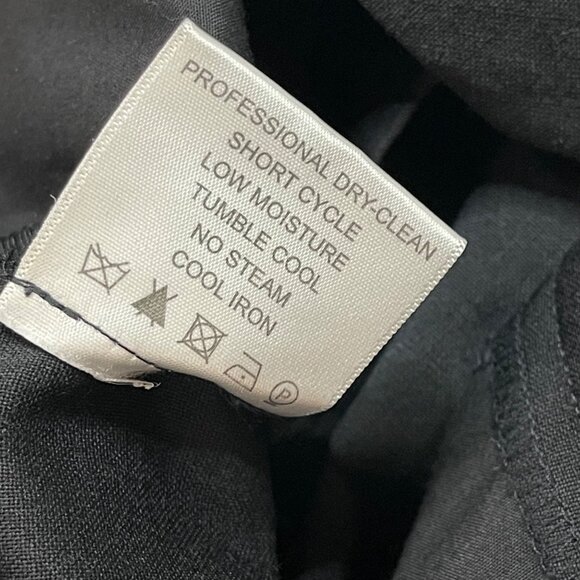 PROFESSIONAL DRY-CLEAN
SHORT CYCLE
LOW MOISTURE
TUMBLE COOL
NO STEAM
COOL IRON
P